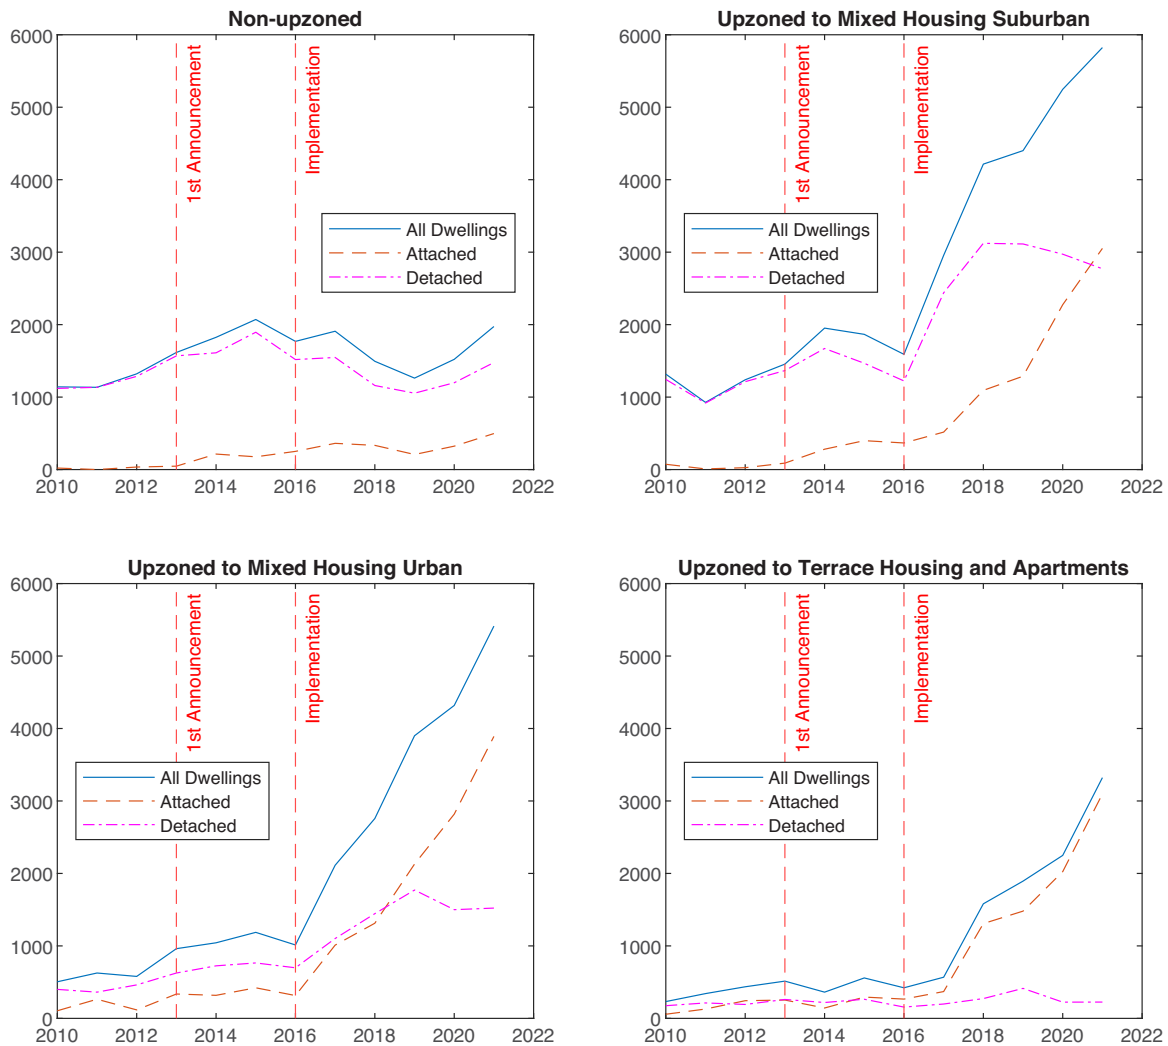 Non-upzoned
6000
5000
4000
3000
2000
1000
0
2010 2012 2014 2016 2018 2020 2022
1st Announcement
Implementation
All Dwellings
Attached
Detached
Upzoned to Mixed Housing Suburban
6000
5000
4000
3000
2000
1000
0
2010 2012 2014 2016 2018 2020 2022
1st Announcement
Implementation
All Dwellings
Attached
Detached
Upzoned to Mixed Housing Urban
6000
5000
4000
3000
2000
1000
0
2010 2012 2014 2016 2018 2020 2022
1st Announcement
Implementation
All Dwellings
Attached
Detached
Upzoned to Terrace Housing and Apartments
6000
5000
4000
3000
2000
1000
0
2010 2012 2014 2016 2018 2020 2022
1st Announcement
Implementation
All Dwellings
Attached
Detached